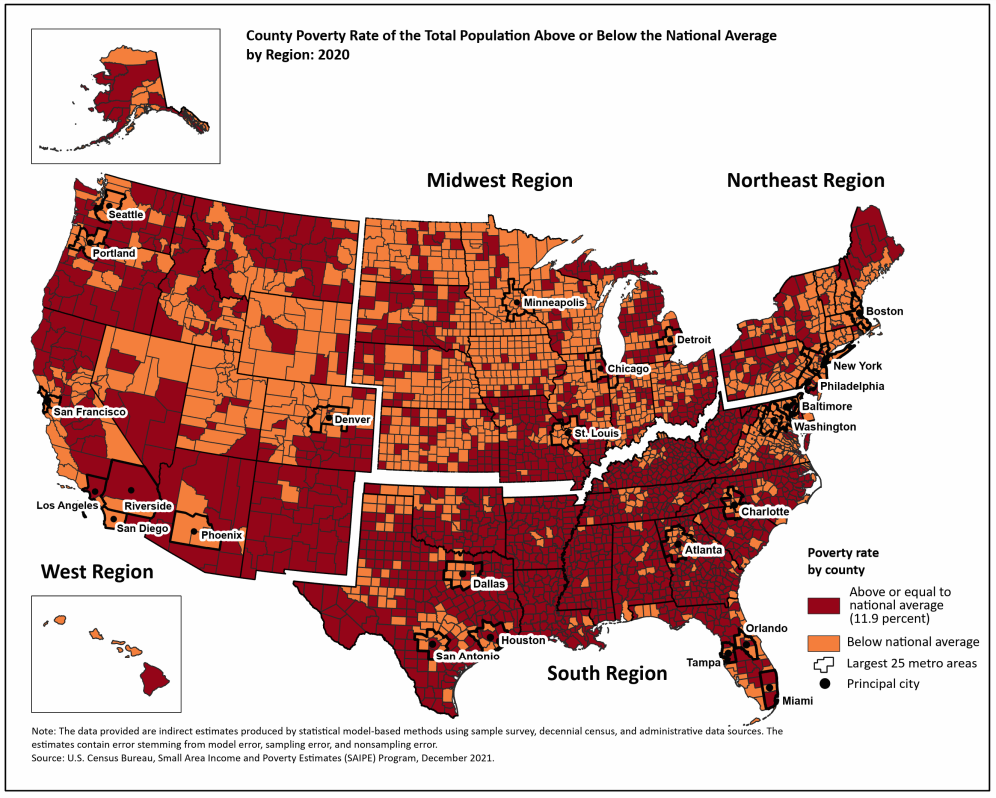 County Poverty Rate of the Total Population Above or Below the National Average
by Region: 2020
Midwest Region
Northeast Region
Seattle
Portland
Minneapolis
Boston
Detroit
New York
Chicago
Philadelphia
San Francisco
Baltimore
Denver
Washington
St. Louis
Los Angeles
Riverside
Charlotte
San Diego
Phoenix
Atlanta
West Region
Dallas
Poverty rate
by county
Above or equal to
national average
(11.9 percent)
Orlando
Below national average
Houston
San Antonio
Tampa
Largest 25 metro areas
South Region
Principal city
Miami
Note: The data provided are indirect estimates produced by statistical model-based methods using sample survey, decennial census, and administrative data sources. The
estimates contain error stemming from model error, sampling error, and nonsampling error.
Source: U.S. Census Bureau, Small Area Income and Poverty Estimates (SAIPE) Program, December 2021.